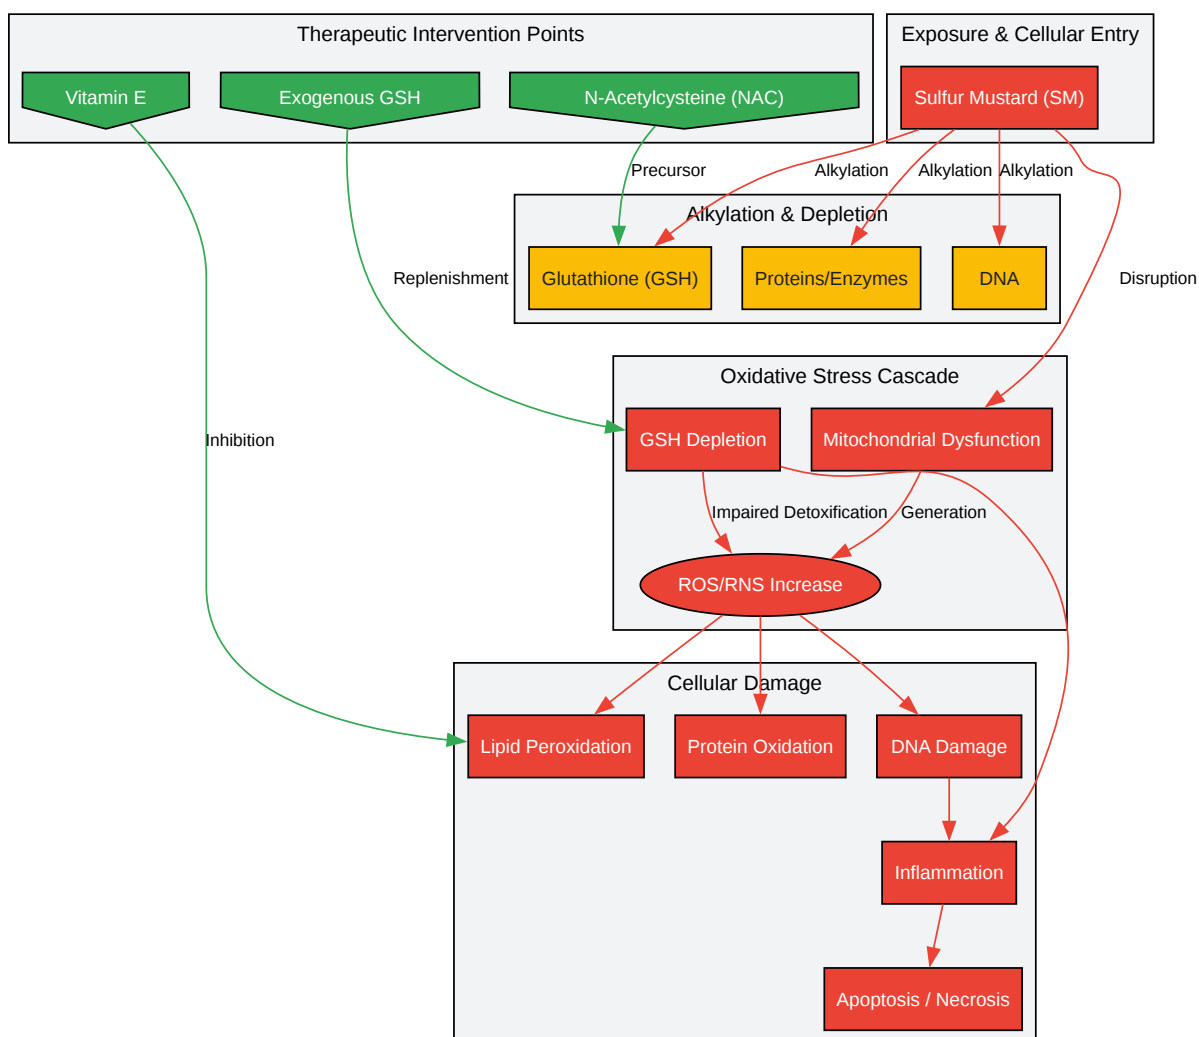 Therapeutic Intervention Points
Exposure & Cellular Entry
Vitamin E
Exogenous GSH
N-Acetylcysteine (NAC)
Sulfur Mustard (SM)
Precursor
Alkylation
Alkylation
Alkylation
Alkylation & Depletion
Glutathione (GSH)
Proteins/Enzymes
DNA
Replenishment
Disruption
Oxidative Stress Cascade
GSH Depletion
Mitochondrial Dysfunction
Inhibition
Impaired Detoxification
Generation
ROS/RNS Increase
Cellular Damage
Lipid Peroxidation
Protein Oxidation
DNA Damage
Inflammation
Apoptosis / Necrosis